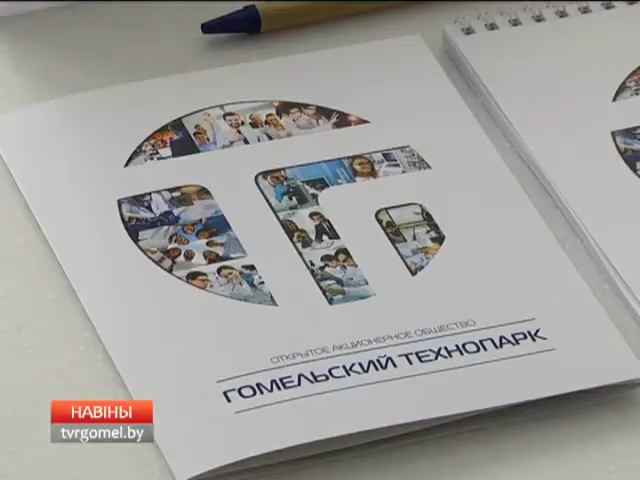 ОТКРЫТОЕ АКЦИОНЕРНОЕ ОБЩЕСТВО
ГОМЕЛЬСКИЙ ТЕХНОПАРК
НАВІНЫ
tvrgomel.by